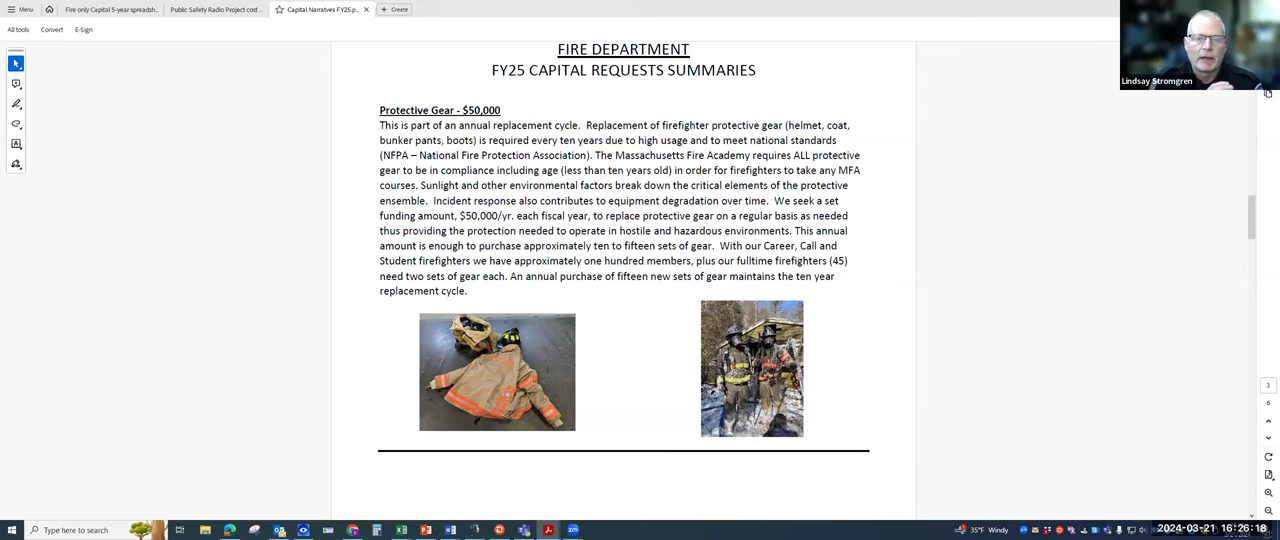 Menu
Fire only Capital 5-year spreadsh...
Public Safety Radio Project cost ...
Capital Narratives FY25 p...
Create
All tools
Convert
E-Sign
Lindsay Stromgren
FIRE DEPARTMENT
FY25 CAPITAL REQUESTS SUMMARIES
Protective Gear - $50,000
This is part of an annual replacement cycle. Replacement of firefighter protective gear (helmet, coat,
bunker pants, boots) is required every ten years due to high usage and to meet national standards
(NFPA – National Fire Protection Association). The Massachusetts Fire Academy requires ALL protective
gear to be in compliance including age (less than ten years old) in order for firefighters to take any MFA
courses. Sunlight and other environmental factors break down the critical elements of the protective
ensemble. Incident response also contributes to equipment degradation over time. We seek a set
funding amount, $50,000/yr. each fiscal year, to replace protective gear on a regular basis as needed
thus providing the protection needed to operate in hostile and hazardous environments. This annual
amount is enough to purchase approximately ten to fifteen sets of gear. With our Career, Call and
Student firefighters we have approximately one hundred members, plus our fulltime firefighters (45)
need two sets of gear each. An annual purchase of fifteen new sets of gear maintains the ten year
replacement cycle.
3
6
Type here to search
35°F Windy
2024-03-21 16:26:18